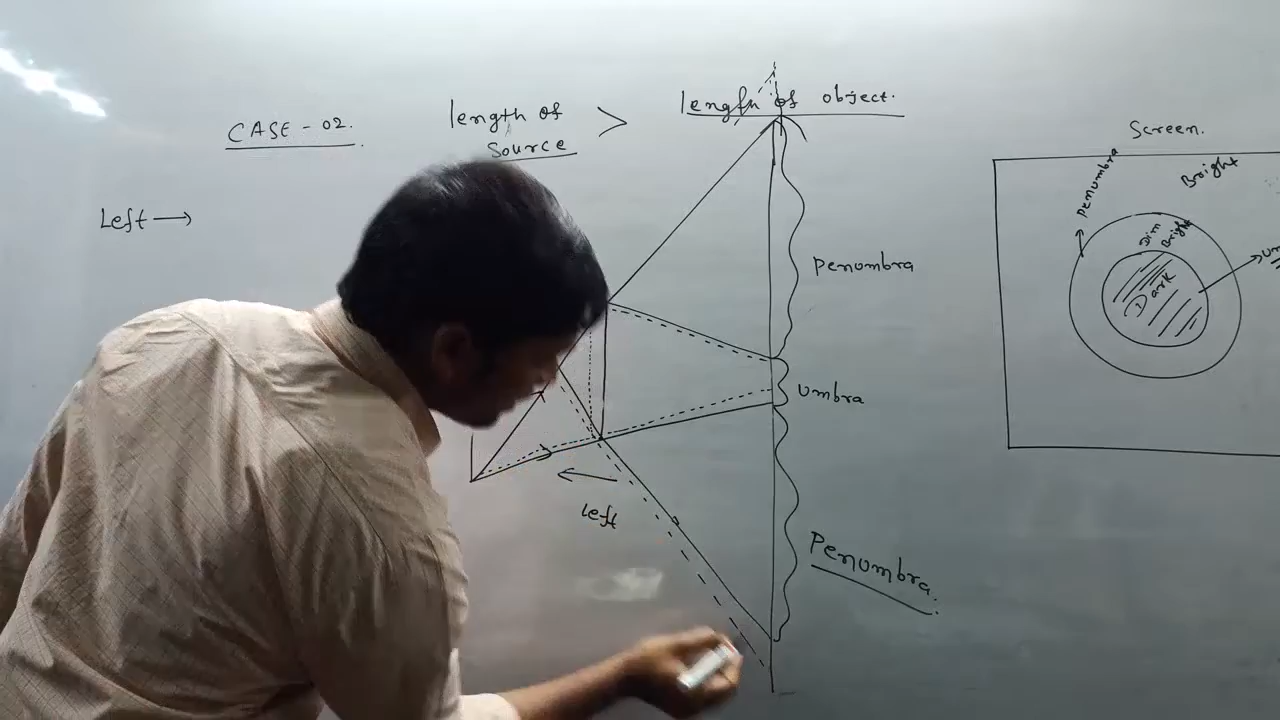 CASE - 02.
length of
Source
>
length of object.
Left →
Penumbra
Umbra
Penumbra.
Left
Screen.
Penumbra
Bright
Dim
Bright
Dark